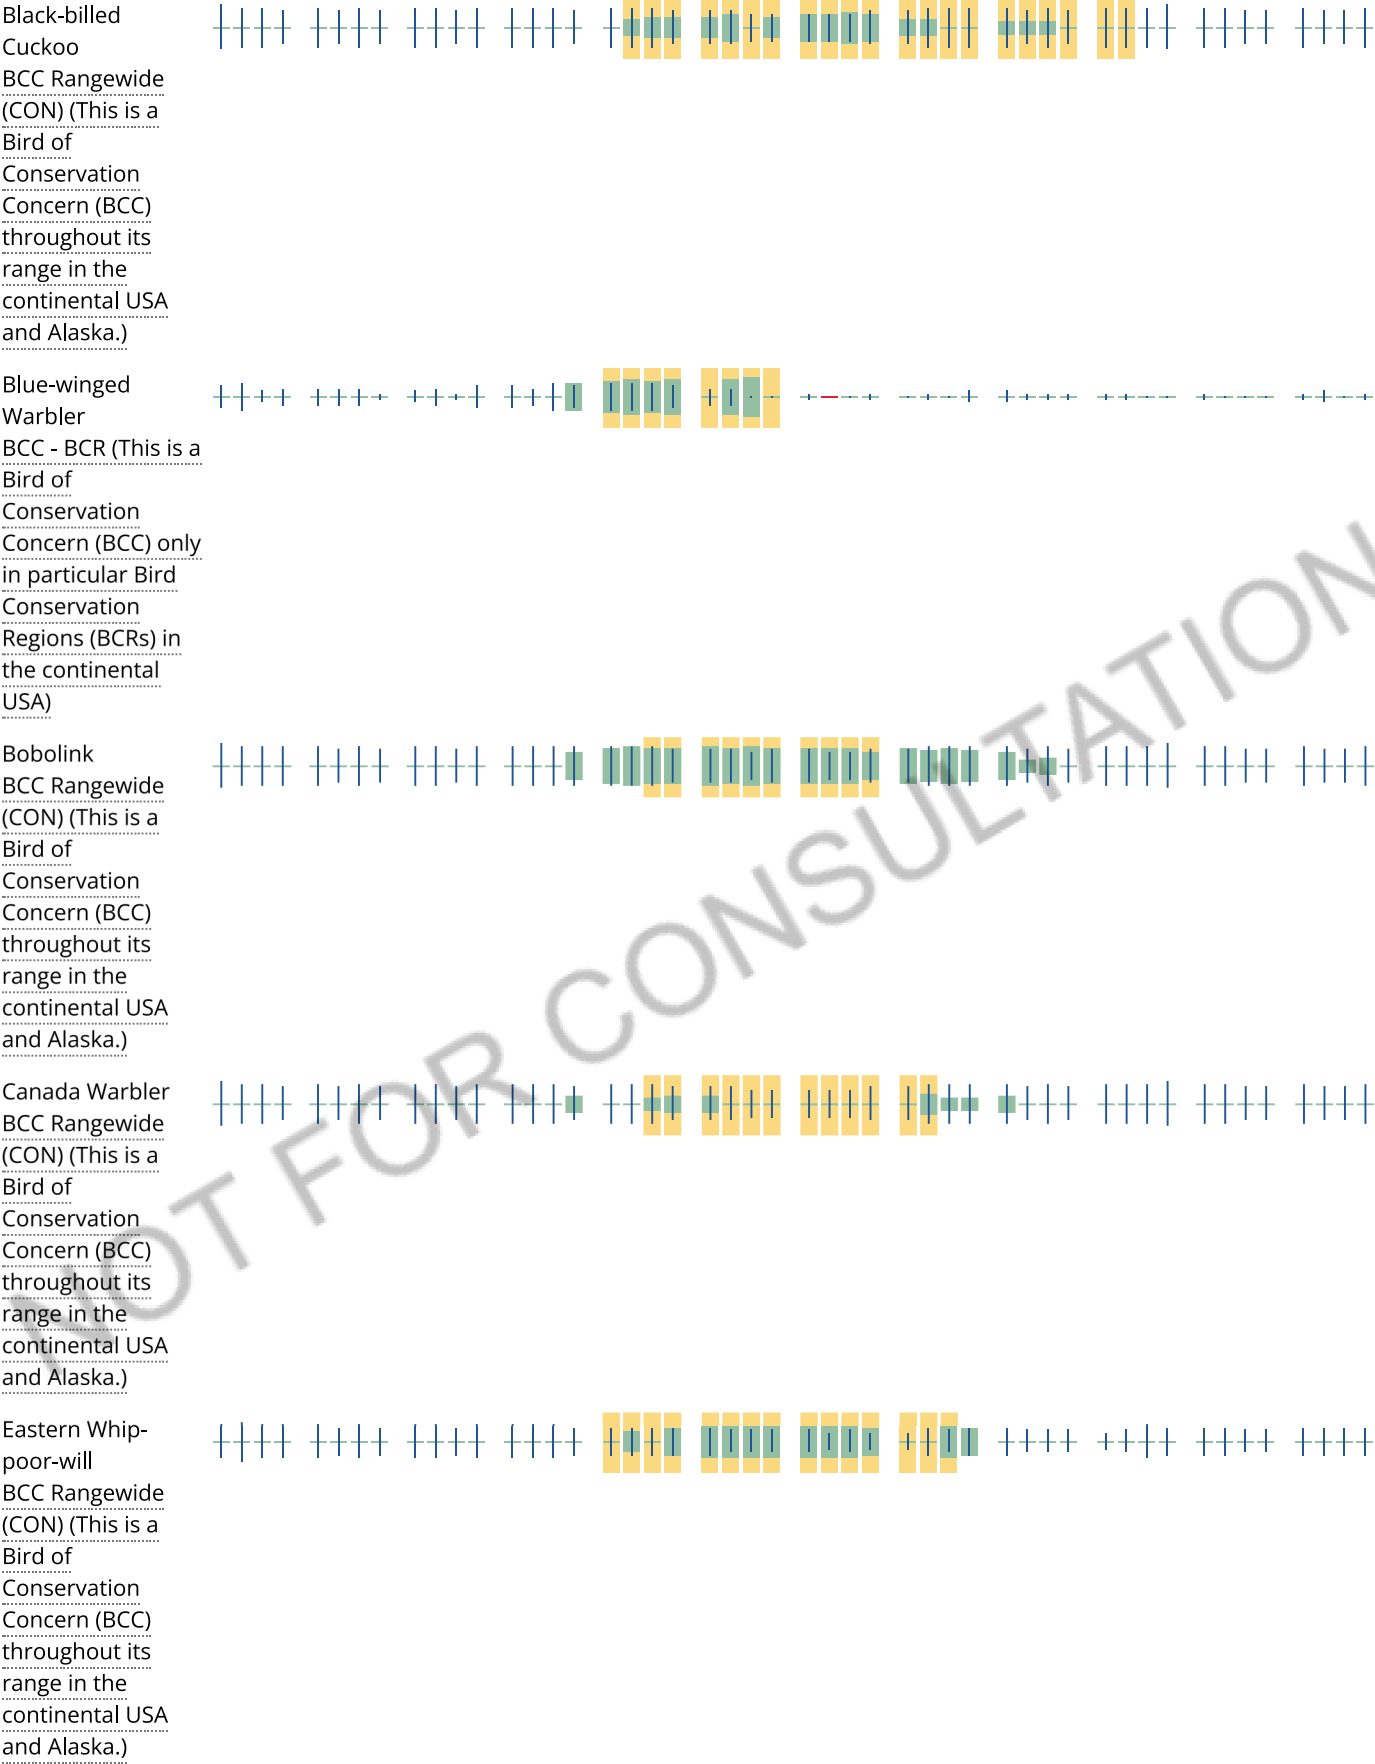 Black-billed
Cuckoo
BCC Rangewide
(CON) (This is a
Bird of
Conservation
Concern (BCC)
throughout its
range in the
continental USA
and Alaska.)
Blue-winged
Warbler
BCC - BCR (This is a
Bird of
Conservation
Concern (BCC) only
in particular Bird
Conservation
Regions (BCRs) in
the continental
USA)
Bobolink
BCC Rangewide
(CON) (This is a
Bird of
Conservation
Concern (BCC)
throughout its
range in the
continental USA
and Alaska.)
Canada Warbler
BCC Rangewide
(CON) (This is a
Bird of
Conservation
Concern (BCC)
throughout its
range in the
continental USA
and Alaska.)
Eastern Whip-
poor-will
BCC Rangewide
(CON) (This is a
Bird of
Conservation
Concern (BCC)
throughout its
range in the
continental USA
and Alaska.)
NOT FOR CONSULTATION